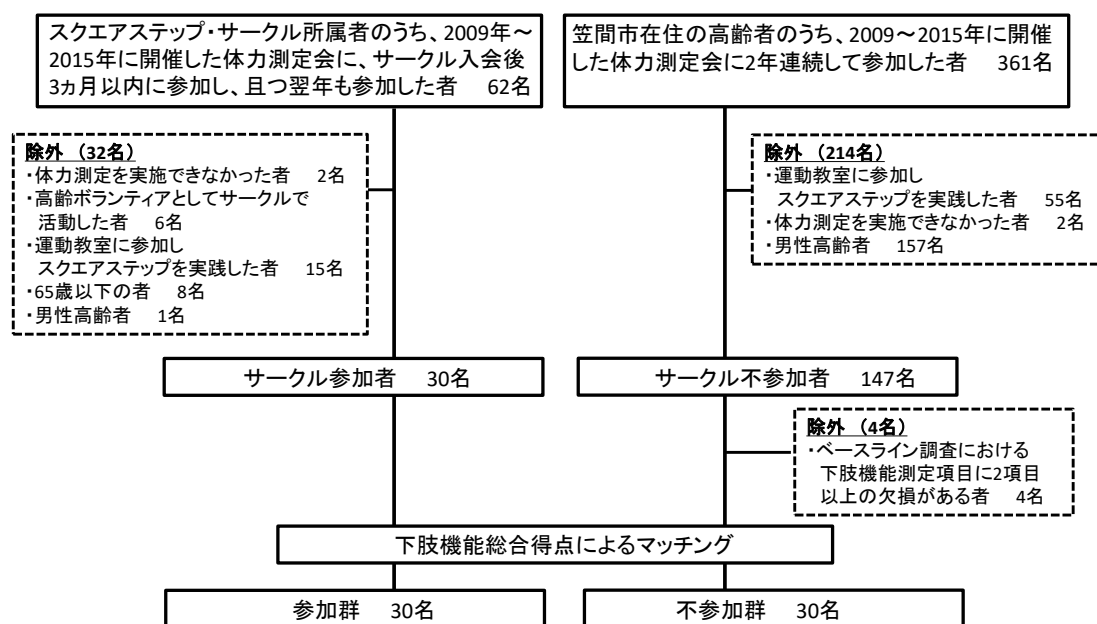 スクエアステップ・サークル所属者のうち、2009年～
2015年に開催した体力測定会に、サークル入会後
3ヵ月以内に参加し、且つ翌年も参加した者　62名
笠間市在住の高齢者のうち、2009～2015年に開催
した体力測定会に2年連続して参加した者　361名
除外　（32名）
・体力測定を実施できなかった者　2名
・高齢ボランティアとしてサークルで
活動した者　6名
・運動教室に参加し
スクエアステップを実践した者　15名
・65歳以下の者　8名
・男性高齢者　1名
除外　（214名）
・運動教室に参加し
スクエアステップを実践した者　55名
・体力測定を実施できなかった者　2名
・男性高齢者　157名
サークル参加者　30名
サークル不参加者　147名
除外　（4名）
・ベースライン調査における
下肢機能測定項目に2項目
以上の欠損がある者　4名
下肢機能総合得点によるマッチング
参加群　30名
不参加群　30名